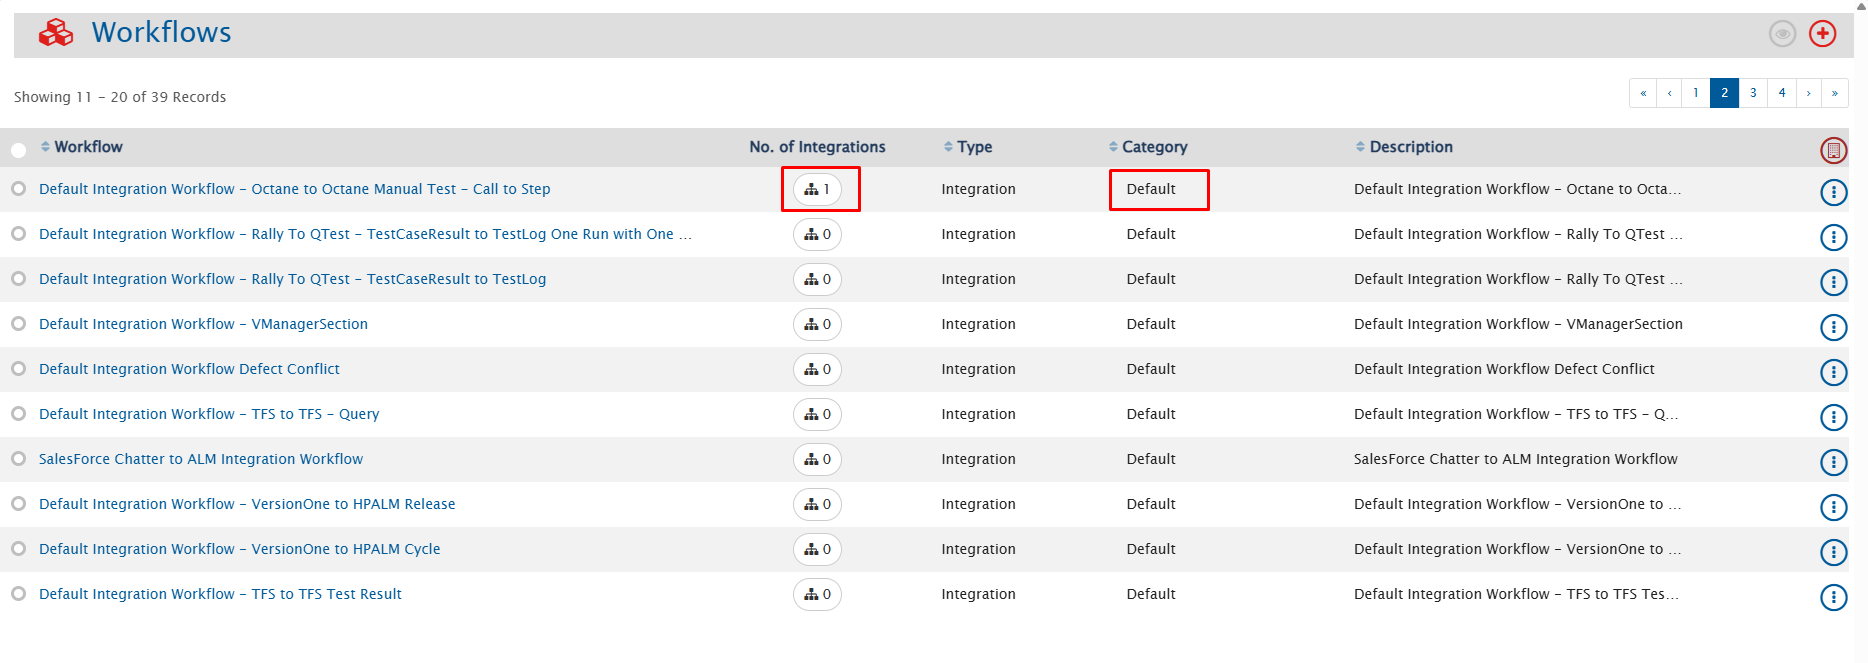 Workflows
Showing 11 - 20 of 39 Records
« ‹ 1 2 3 4 › »
Workflow No. of Integrations Type Category Description
Default Integration Workflow - Octane to Octane Manual Test - Call to Step 1 Integration Default Default Integration Workflow - Octane to Octa...
Default Integration Workflow - Rally To QTest - TestCaseResult to TestLog One Run with One ... 0 Integration Default Default Integration Workflow - Rally To QTest ...
Default Integration Workflow - Rally To QTest - TestCaseResult to TestLog 0 Integration Default Default Integration Workflow - Rally To QTest ...
Default Integration Workflow - VManagerSection 0 Integration Default Default Integration Workflow - VManagerSection
Default Integration Workflow Defect Conflict 0 Integration Default Default Integration Workflow Defect Conflict
Default Integration Workflow - TFS to TFS - Query 0 Integration Default Default Integration Workflow - TFS to TFS - Q...
SalesForce Chatter to ALM Integration Workflow 0 Integration Default SalesForce Chatter to ALM Integration Workflow
Default Integration Workflow - VersionOne to HPALM Release 0 Integration Default Default Integration Workflow - VersionOne to ...
Default Integration Workflow - VersionOne to HPALM Cycle 0 Integration Default Default Integration Workflow - VersionOne to ...
Default Integration Workflow - TFS to TFS Test Result 0 Integration Default Default Integration Workflow - TFS to TFS Tes...